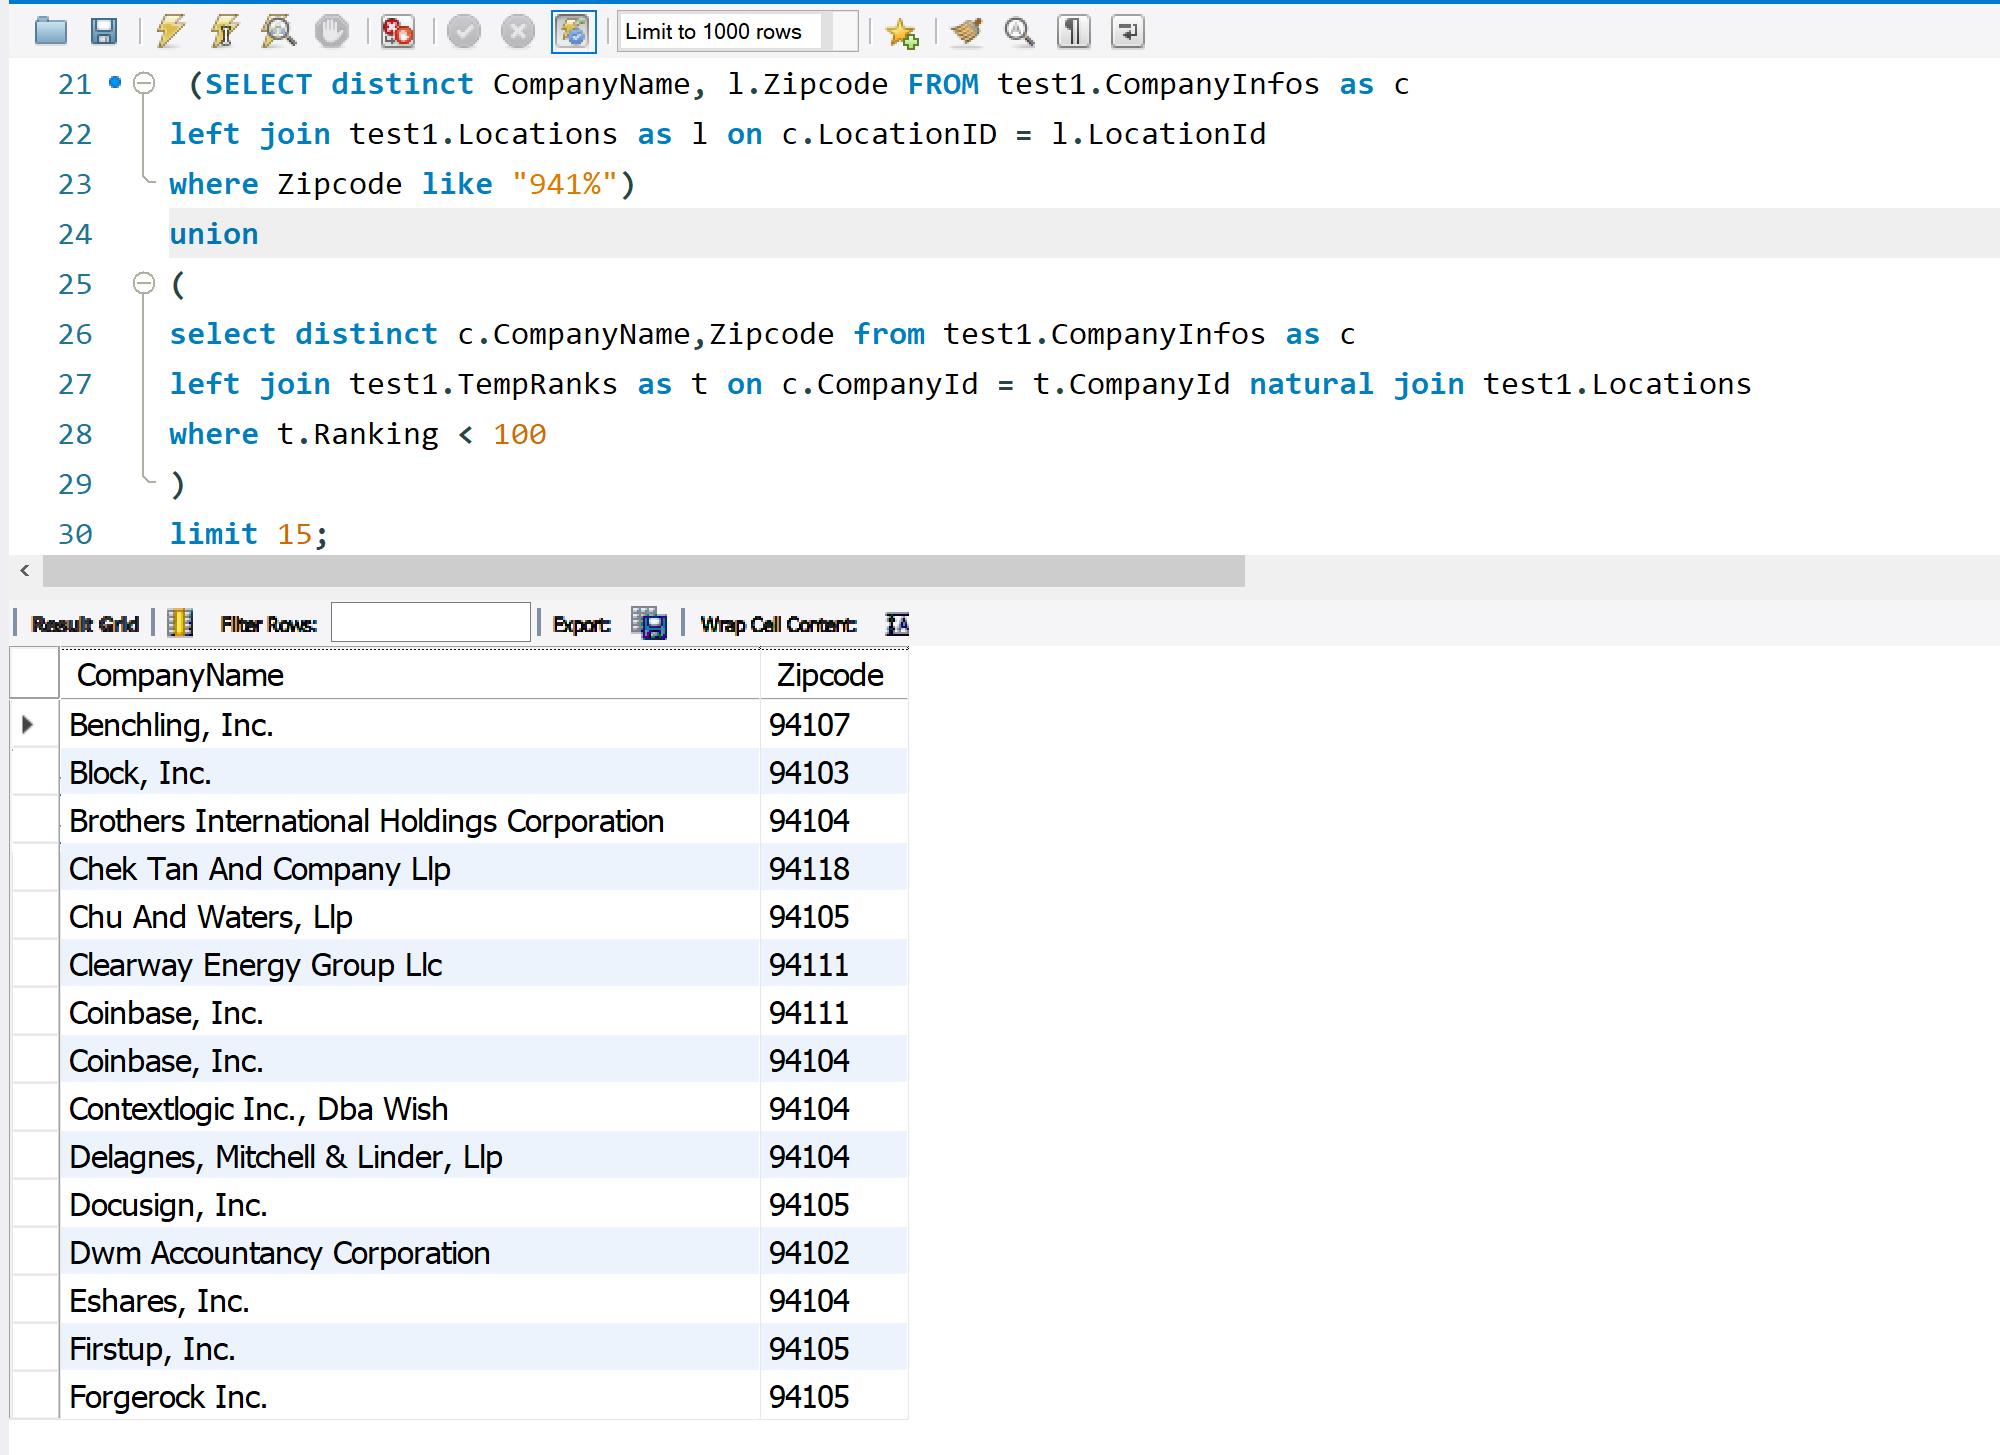 Limit to 1000 rows
21 (SELECT distinct CompanyName, l.Zipcode FROM test1.CompanyInfos as c
22 left join test1.Locations as l on c.LocationID = l.LocationId
23 where Zipcode like "941%")
24 union
25 (
26 select distinct c.CompanyName,Zipcode from test1.CompanyInfos as c
27 left join test1.TempRanks as t on c.CompanyId = t.CompanyId natural join test1.Locations
28 where t.Ranking < 100
29 )
30 limit 15;
Result Grid Filter Rows: Export: Wrap Cell Content: IA
CompanyName Zipcode
Benchling, Inc. 94107
Block, Inc. 94103
Brothers International Holdings Corporation 94104
Chek Tan And Company Llp 94118
Chu And Waters, Llp 94105
Clearway Energy Group Llc 94111
Coinbase, Inc. 94111
Coinbase, Inc. 94104
Contextlogic Inc., Dba Wish 94104
Delagnes, Mitchell & Linder, Llp 94104
Docusign, Inc. 94105
Dwm Accountancy Corporation 94102
Eshares, Inc. 94104
Firstup, Inc. 94105
Forgerock Inc. 94105